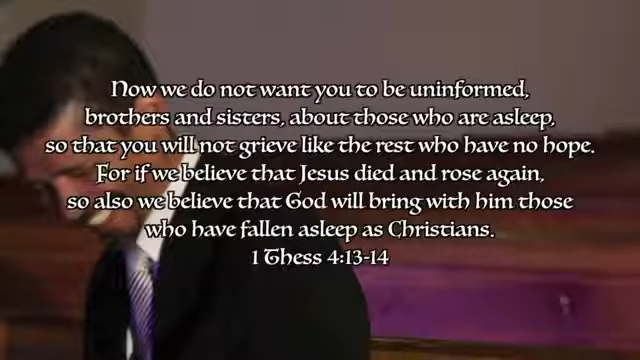 Now we do not want you to be uninformed,
brothers and sisters, about those who are asleep,
so that you will not grieve like the rest who have no hope.
For if we believe that Jesus died and rose again,
so also we believe that God will bring with him those
who have fallen asleep as Christians.
1 Thess 4:13-14